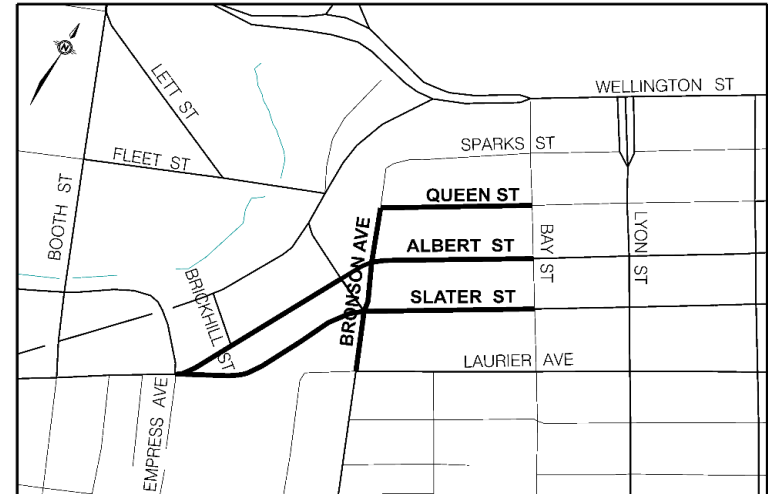 WELLINGTON ST
N
LETT ST
SPARKS ST
FLEET ST
QUEEN ST
BOOTH ST
BRONSON AVE
ALBERT ST
BAY ST
LYON ST
BRICKHILL ST
SLATER ST
LAURIER AVE
EMPRESS AVE